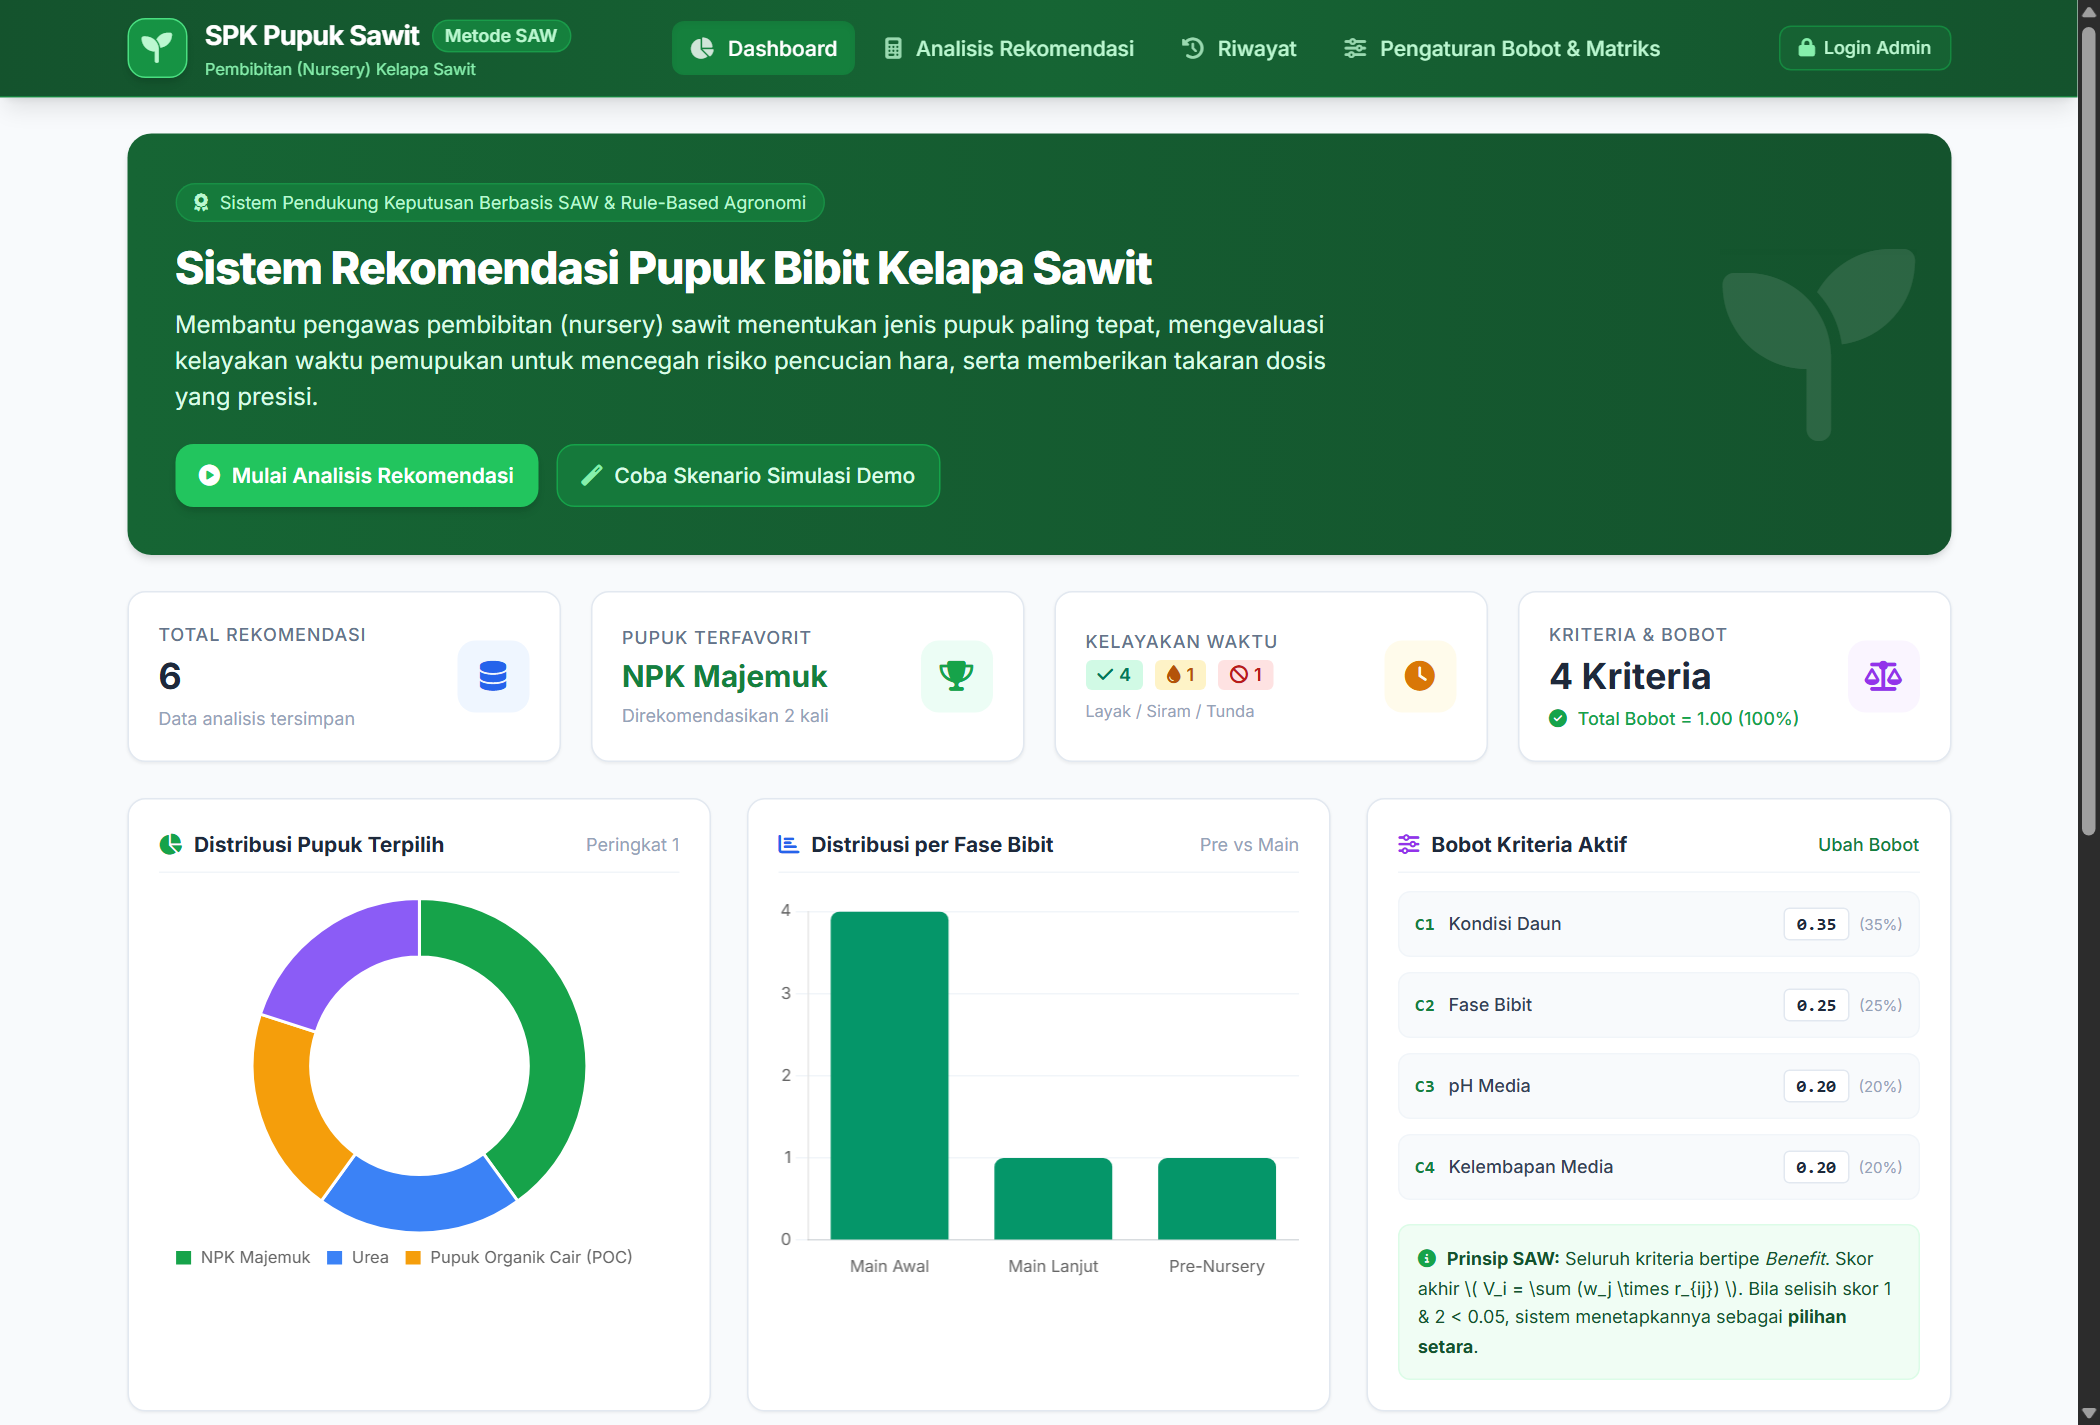 SPK Pupuk Sawit
Metode SAW
Pembibitan (Nursery) Kelapa Sawit
Dashboard
Analisis Rekomendasi
Riwayat
Pengaturan Bobot & Matriks
Login Admin
Sistem Pendukung Keputusan Berbasis SAW & Rule-Based Agronomi
Sistem Rekomendasi Pupuk Bibit Kelapa Sawit
Membantu pengawas pembibitan (nursery) sawit menentukan jenis pupuk paling tepat, mengevaluasi
kelayakan waktu pemupukan untuk mencegah risiko pencucian hara, serta memberikan takaran dosis
yang presisi.
Mulai Analisis Rekomendasi
Coba Skenario Simulasi Demo
TOTAL REKOMENDASI
6
Data analisis tersimpan
PUPUK TERFAVORIT
NPK Majemuk
Direkomendasikan 2 kali
KELAYAKAN WAKTU
4
1
1
Layak / Siram / Tunda
KRITERIA & BOBOT
4 Kriteria
Total Bobot = 1.00 (100%)
Distribusi Pupuk Terpilih
Peringkat 1
NPK Majemuk
Urea
Pupuk Organik Cair (POC)
Distribusi per Fase Bibit
Pre vs Main
4
3
2
1
0
Main Awal
Main Lanjut
Pre-Nursery
Bobot Kriteria Aktif
Ubah Bobot
C1 Kondisi Daun 0.35 (35%)
C2 Fase Bibit 0.25 (25%)
C3 pH Media 0.20 (20%)
C4 Kelembapan Media 0.20 (20%)
Prinsip SAW: Seluruh kriteria bertipe Benefit. Skor
akhir \( V_i = \sum (w_j \times r_{ij}) \). Bila selisih skor 1
& 2 < 0.05, sistem menetapkannya sebagai pilihan
setara.